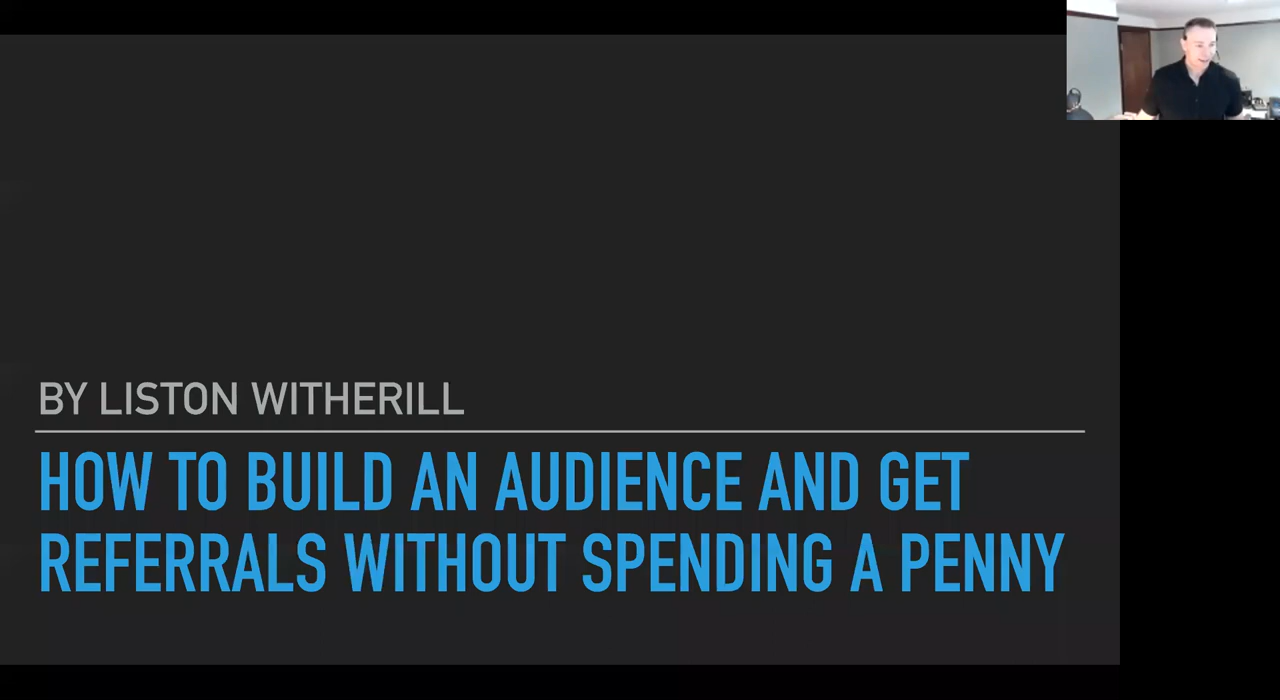 BY LISTON WITHERILL
HOW TO BUILD AN AUDIENCE AND GET
REFERRALS WITHOUT SPENDING A PENNY